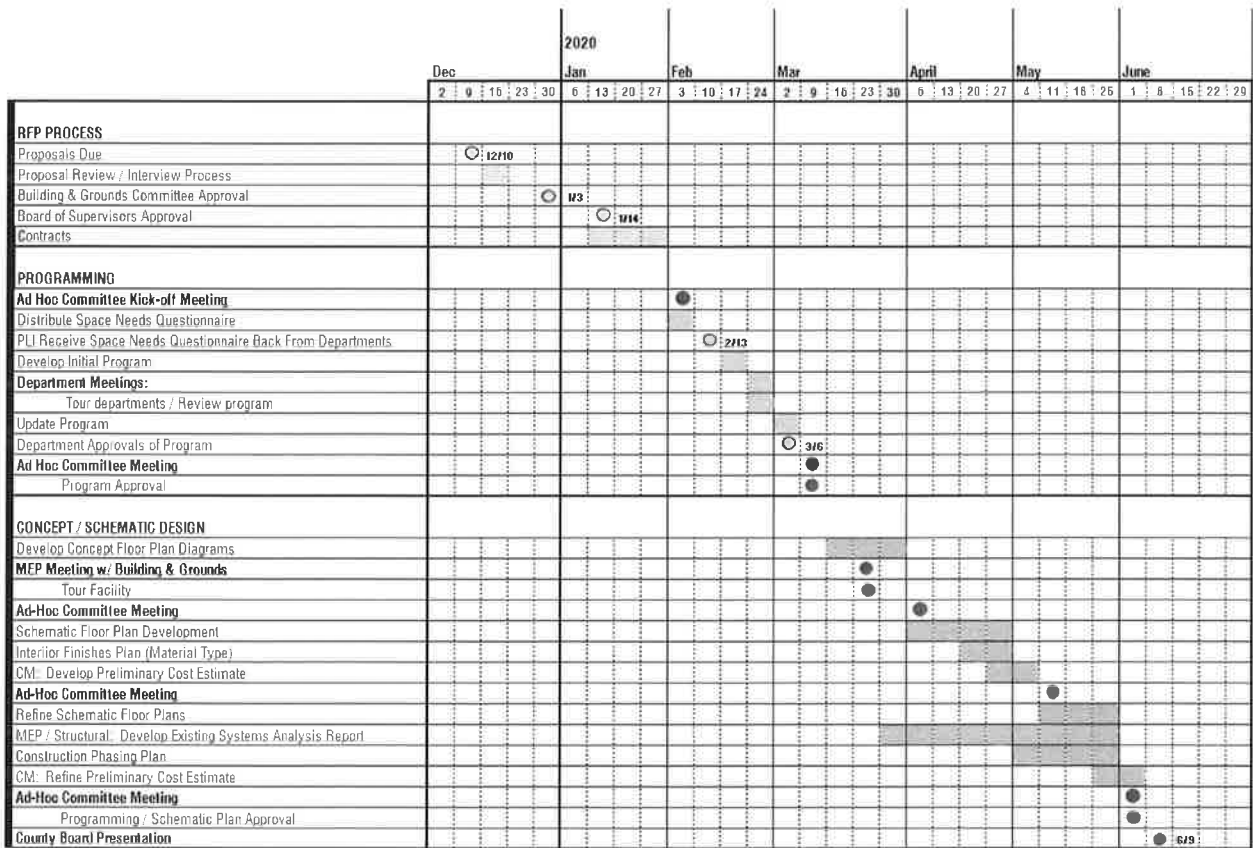 2020
Dec Jan Feb Mar April May June
2 9 16 23 30 6 13 20 27 3 10 17 24 2 9 16 23 30 6 13 20 27 4 11 18 25 1 8 15 22 29
RFP PROCESS
Proposals Due 12/10
Proposal Review / Interview Process
Building & Grounds Committee Approval 1/3
Board of Supervisors Approval 1/14
Contracts
PROGRAMMING
Ad Hoc Committee Kick-off Meeting
Distribute Space Needs Questionnaire
PLI Receive Space Needs Questionnaire Back From Departments 2/13
Develop Initial Program
Department Meetings:
Tour departments / Review program
Update Program
Department Approvals of Program 3/6
Ad Hoc Committee Meeting
Program Approval
CONCEPT / SCHEMATIC DESIGN
Develop Concept Floor Plan Diagrams
MEP Meeting w/ Building & Grounds
Tour Facility
Ad-Hoc Committee Meeting
Schematic Floor Plan Development
Interiior Finishes Plan (Material Type)
CM: Develop Preliminary Cost Estimate
Ad-Hoc Committee Meeting
Refine Schematic Floor Plans
MEP / Structural: Develop Existing Systems Analysis Report
Construction Phasing Plan
CM: Refine Preliminary Cost Estimate
Ad-Hoc Committee Meeting
Programming / Schematic Plan Approval
County Board Presentation 6/9